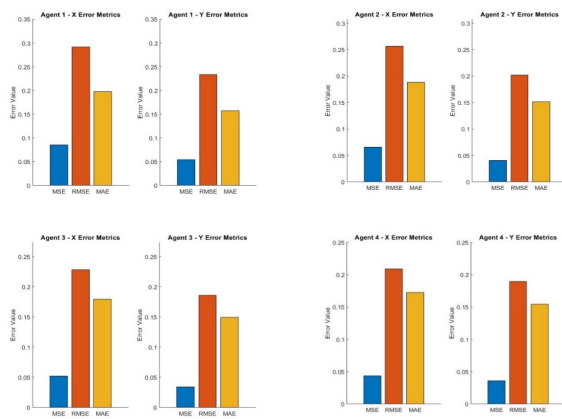 Agent 1 - X Error Metrics
0.35
0.3
0.25
0.2
0.15
0.1
0.05
0
Error Value
MSE RMSE MAE
Agent 1 - Y Error Metrics
0.35
0.3
0.25
0.2
0.15
0.1
0.05
0
Error Value
MSE RMSE MAE
Agent 2 - X Error Metrics
0.3
0.25
0.2
0.15
0.1
0.05
0
Error Value
MSE RMSE MAE
Agent 2 - Y Error Metrics
0.3
0.25
0.2
0.15
0.1
0.05
0
Error Value
MSE RMSE MAE
Agent 3 - X Error Metrics
0.25
0.2
0.15
0.1
0.05
0
Error Value
MSE RMSE MAE
Agent 3 - Y Error Metrics
0.25
0.2
0.15
0.1
0.05
0
Error Value
MSE RMSE MAE
Agent 4 - X Error Metrics
0.25
0.2
0.15
0.1
0.05
0
Error Value
MSE RMSE MAE
Agent 4 - Y Error Metrics
0.25
0.2
0.15
0.1
0.05
0
Error Value
MSE RMSE MAE